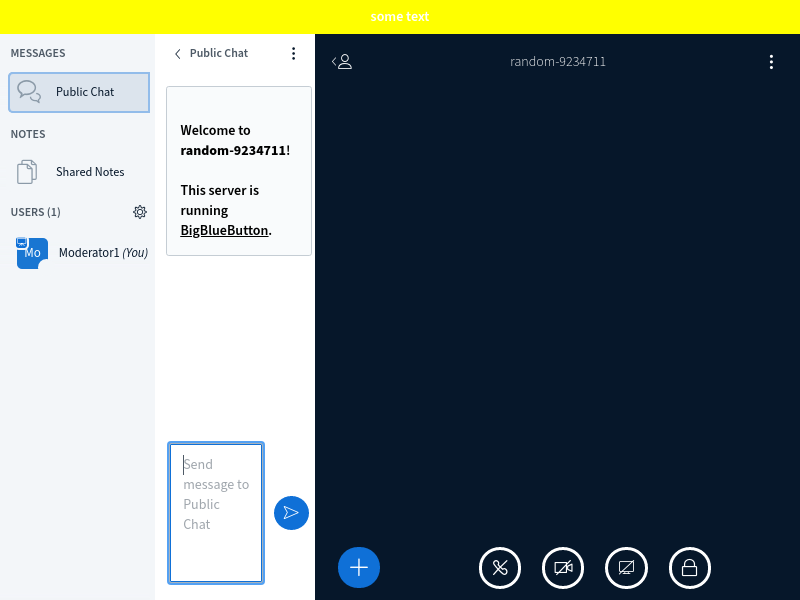 some text
MESSAGES
Public Chat
NOTES
Shared Notes
USERS (1)
Mo
Moderator1 (You)
Public Chat
Welcome to
random-9234711!
This server is
running
BigBlueButton.
Send
message to
Public
Chat
random-9234711